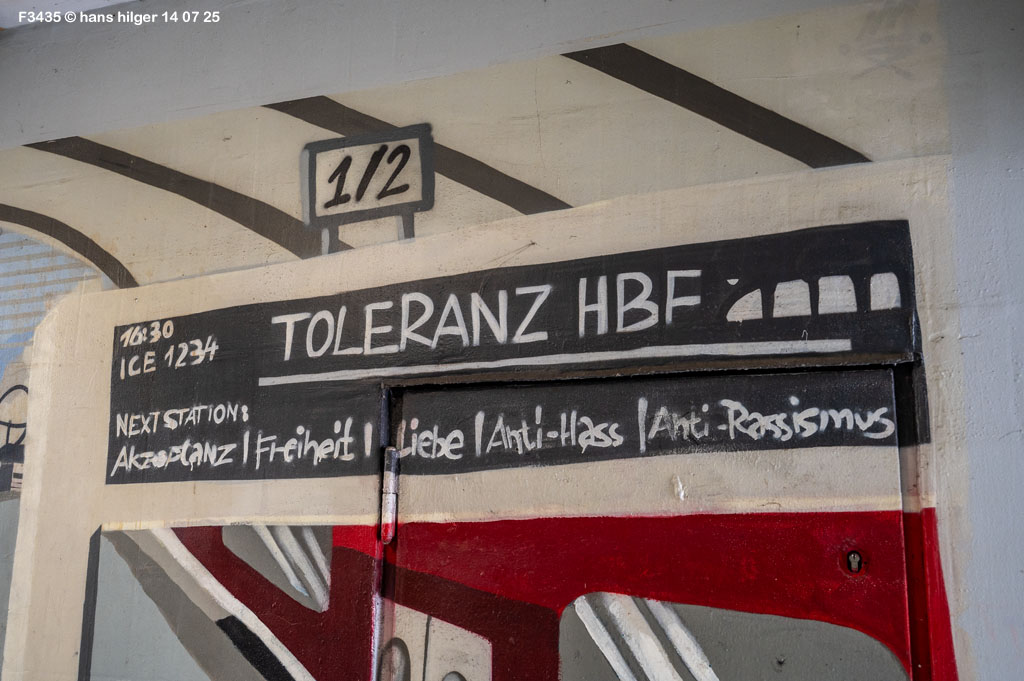 F3435 © hans hilger 14 07 25
1/2
16:30
ICE 1234
TOLERANZ HBF
NEXT STATION:
Akzeptanz | Freiheit | Liebe | Anti-Hass | Anti-Rassismus